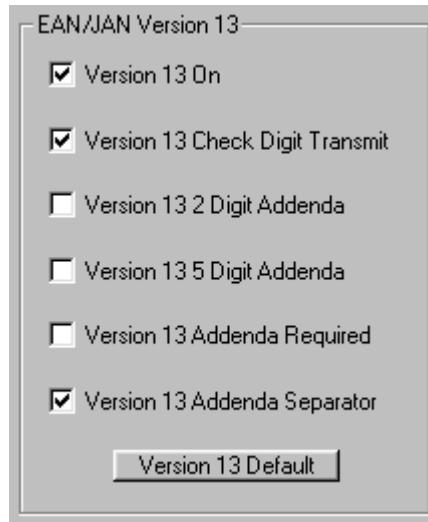 EAN/JAN Version 13
Version 13 On
Version 13 Check Digit Transmit
Version 13 2 Digit Addenda
Version 13 5 Digit Addenda
Version 13 Addenda Required
Version 13 Addenda Separator
Version 13 Default